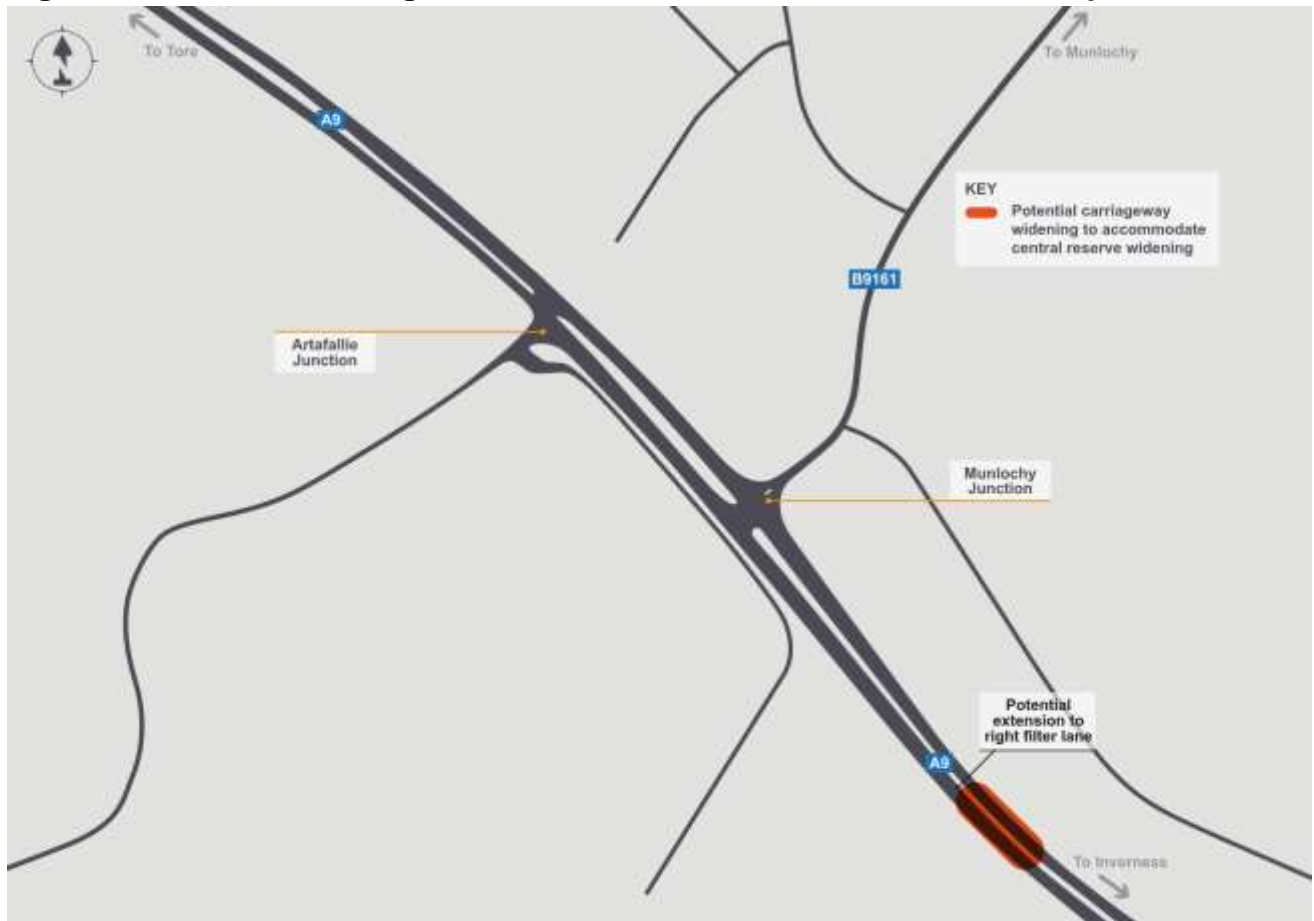 To Tore
To Munlochy
A9
KEY
Potential carriageway
widening to accommodate
central reserve widening
B9161
Artafallie
Junction
Munlochy
Junction
Potential
extension to
right filter lane
A9
To Inverness